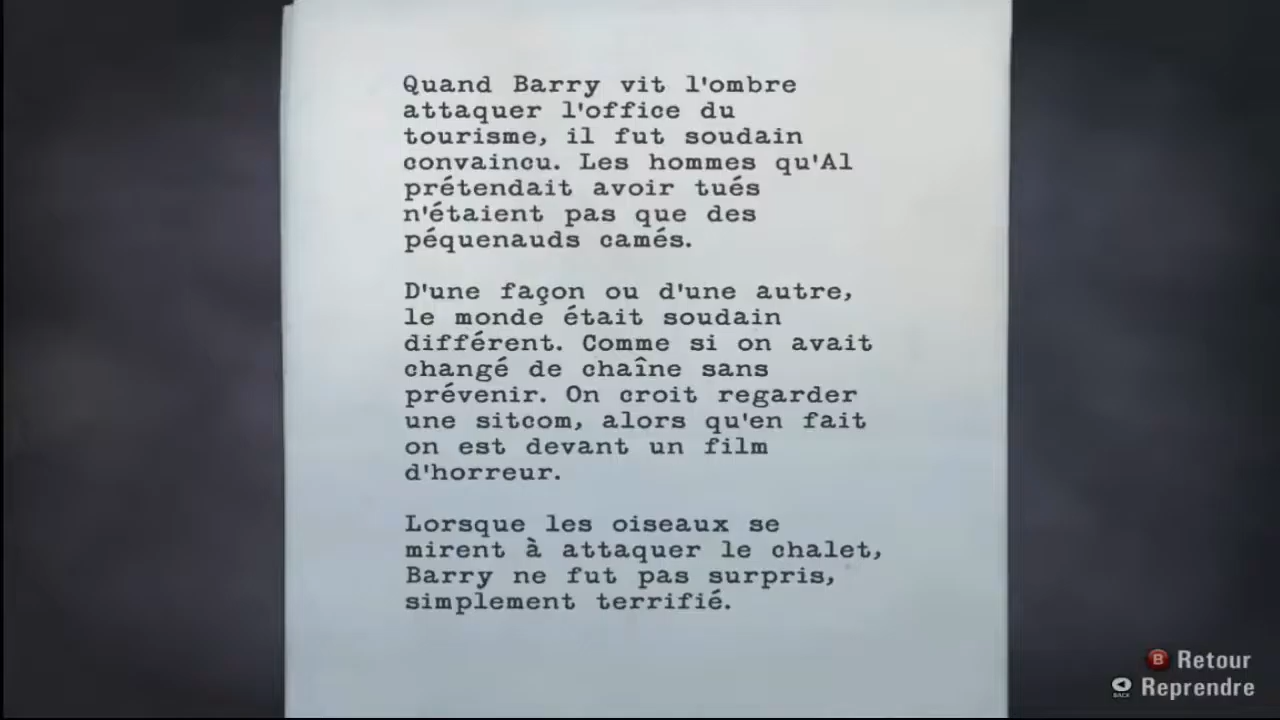 Quand Barry vit l'ombre
attaquer l'office du
tourisme, il fut soudain
convaincu. Les hommes qu'Al
prétendait avoir tués
n'étaient pas que des
péquenauds camés.
D'une façon ou d'une autre,
le monde était soudain
différent. Comme si on avait
changé de chaîne sans
prévenir. On croit regarder
une sitcom, alors qu'en fait
on est devant un film
d'horreur.
Lorsque les oiseaux se
mirent à attaquer le chalet,
Barry ne fut pas surpris,
simplement terrifié.
B Retour
BACK Reprendre